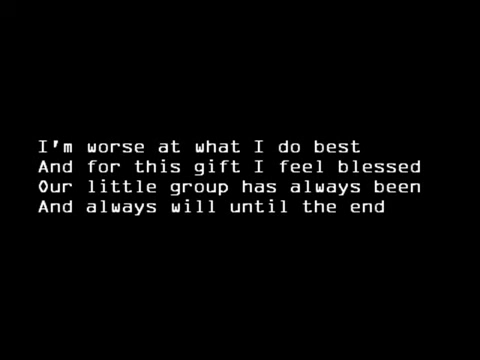 I'm worse at what I do best
And for this gift I feel blessed
Our little group has always been
And always will until the end